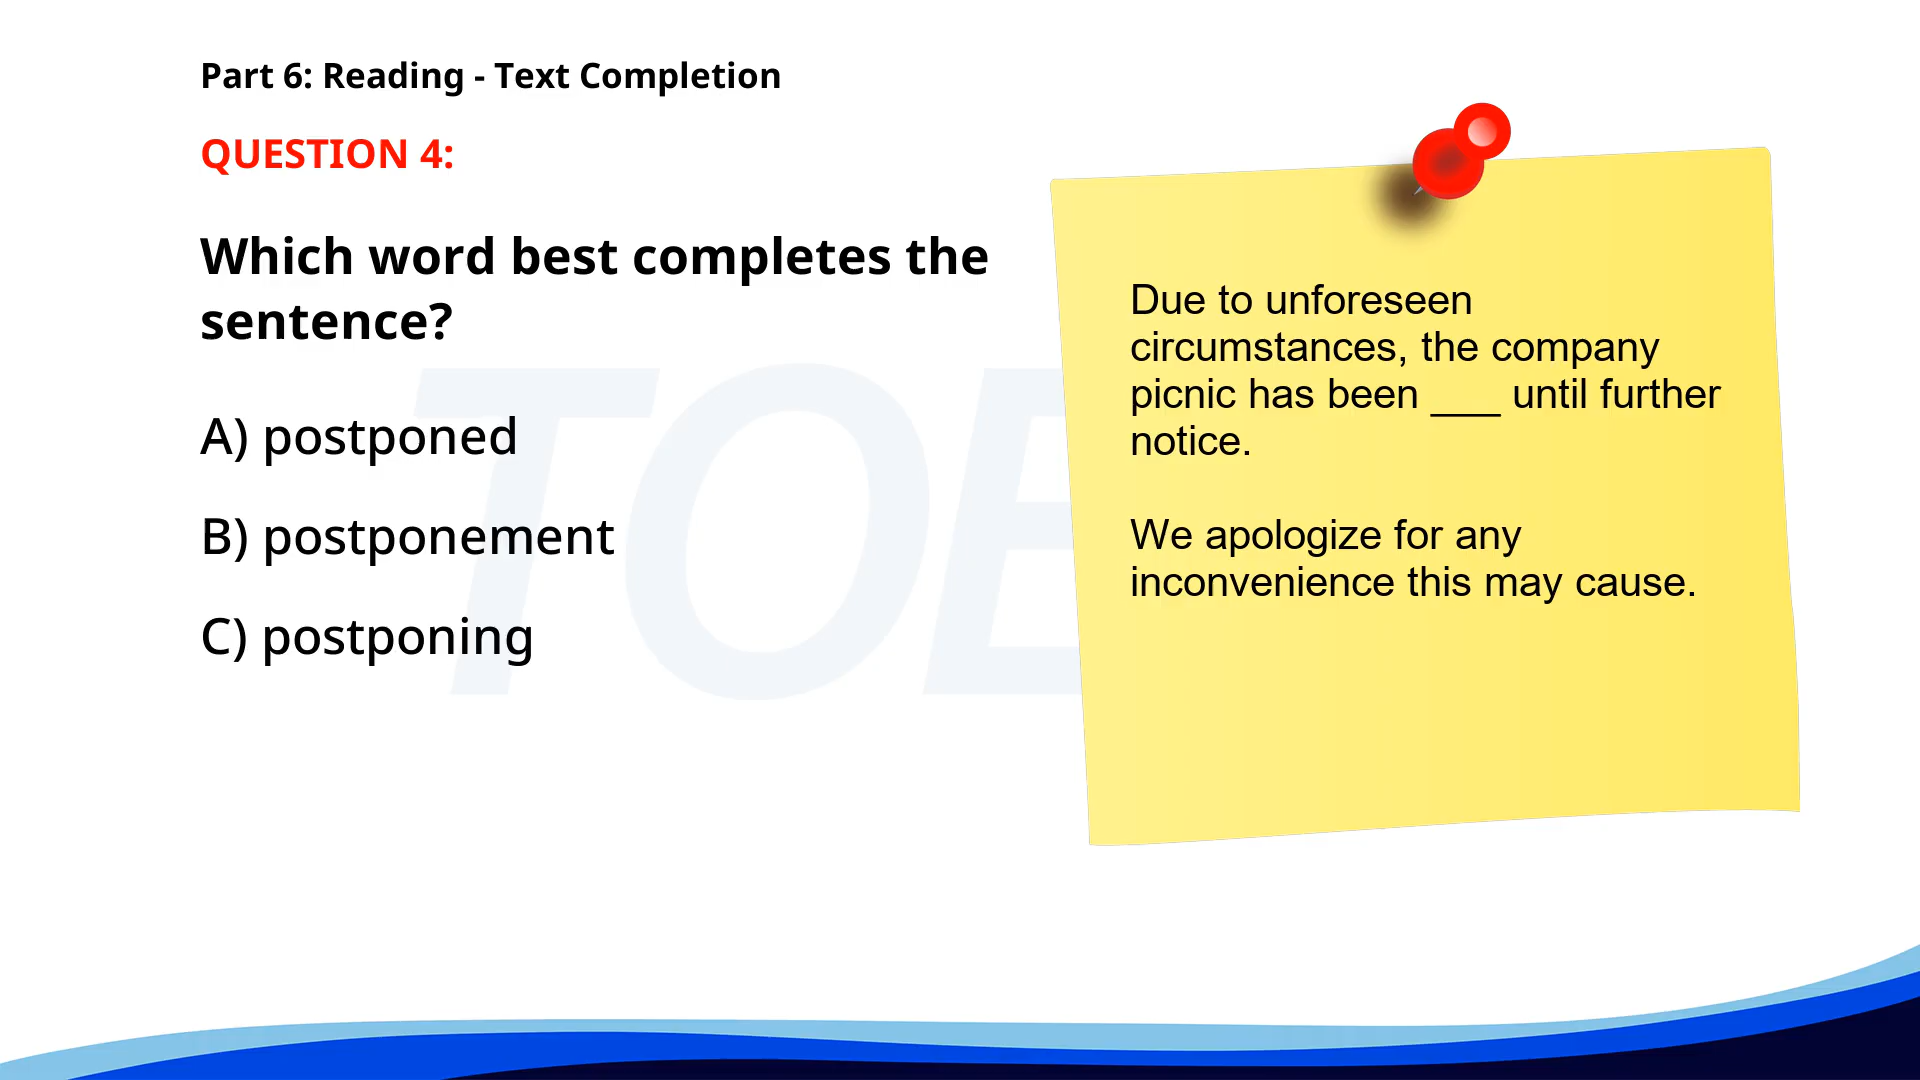 Part 6: Reading - Text Completion
QUESTION 4:
Which word best completes the
sentence?
A) postponed
B) postponement
C) postponing
Due to unforeseen
circumstances, the company
picnic has been ___ until further
notice.
We apologize for any
inconvenience this may cause.